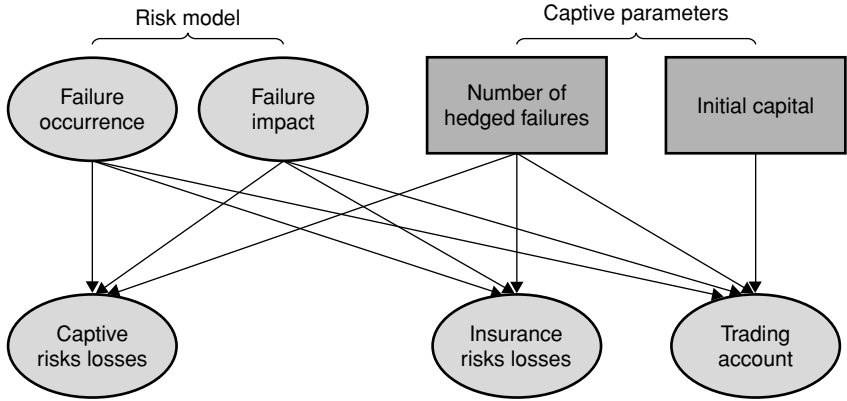 Risk model
Captive parameters
Failure
occurrence
Failure
impact
Number of
hedged failures
Initial capital
Captive
risks losses
Insurance
risks losses
Trading
account